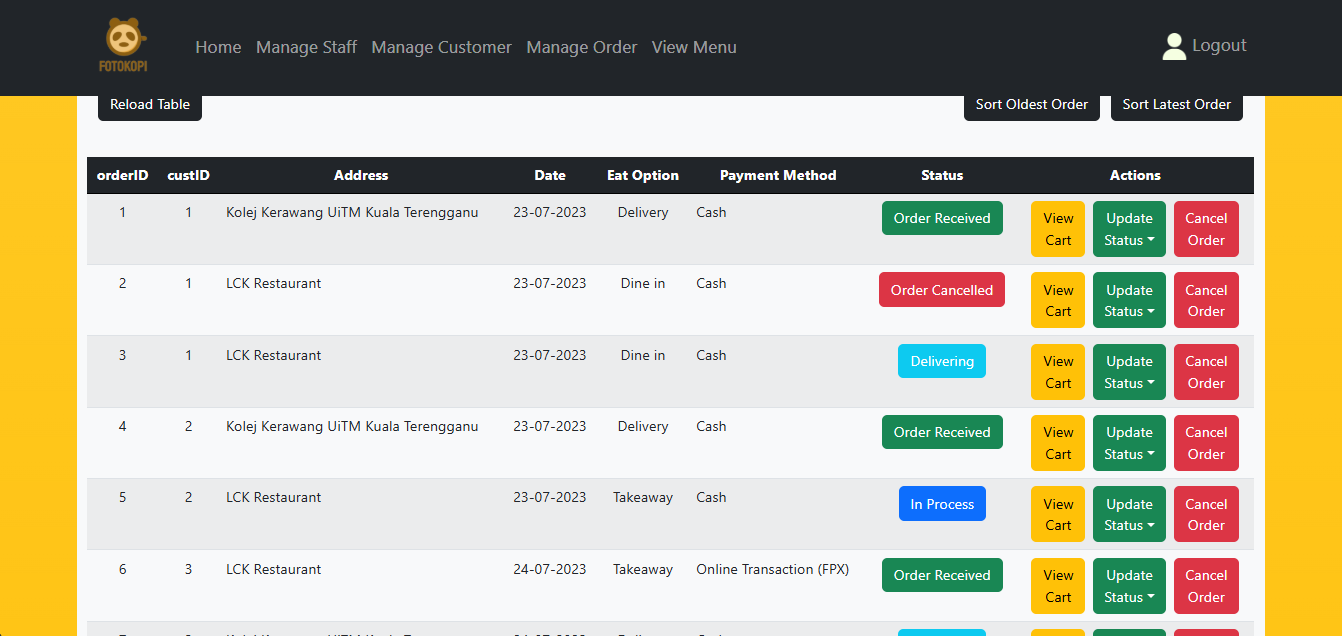 FOTOKOPI
Home Manage Staff Manage Customer Manage Order View Menu
Logout
Reload Table
Sort Oldest Order Sort Latest Order
orderID custID Address Date Eat Option Payment Method Status Actions
1 1 Kolej Kerawang UiTM Kuala Terengganu 23-07-2023 Delivery Cash Order Received View Cart Update Status Cancel Order
2 1 LCK Restaurant 23-07-2023 Dine in Cash Order Cancelled View Cart Update Status Cancel Order
3 1 LCK Restaurant 23-07-2023 Dine in Cash Delivering View Cart Update Status Cancel Order
4 2 Kolej Kerawang UiTM Kuala Terengganu 23-07-2023 Delivery Cash Order Received View Cart Update Status Cancel Order
5 2 LCK Restaurant 23-07-2023 Takeaway Cash In Process View Cart Update Status Cancel Order
6 3 LCK Restaurant 24-07-2023 Takeaway Online Transaction (FPX) Order Received View Cart Update Status Cancel Order